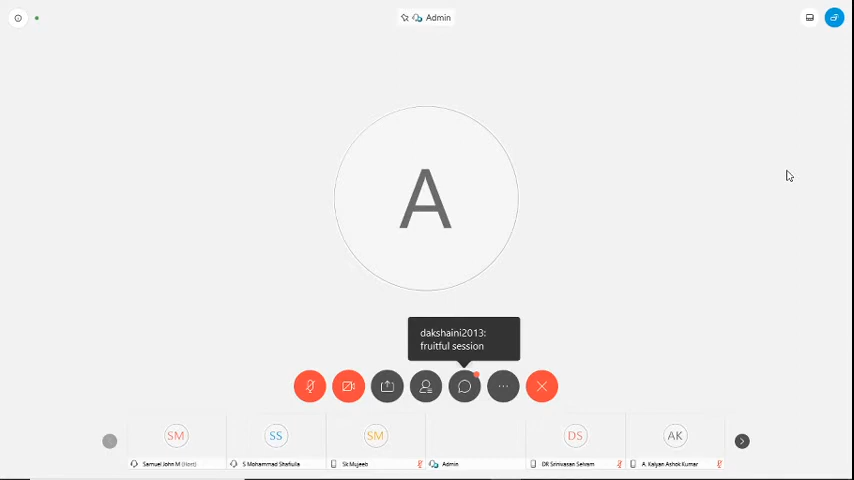 Admin
A
dakshaini2013:
fruitful session
SM
SS
SM
DS
AK
Samuel John M (Host)
S Mohammad Shafiulla
Sk Mujeeb
Admin
DR Srinivasan Selvam
A. Kalyan Ashok Kumar